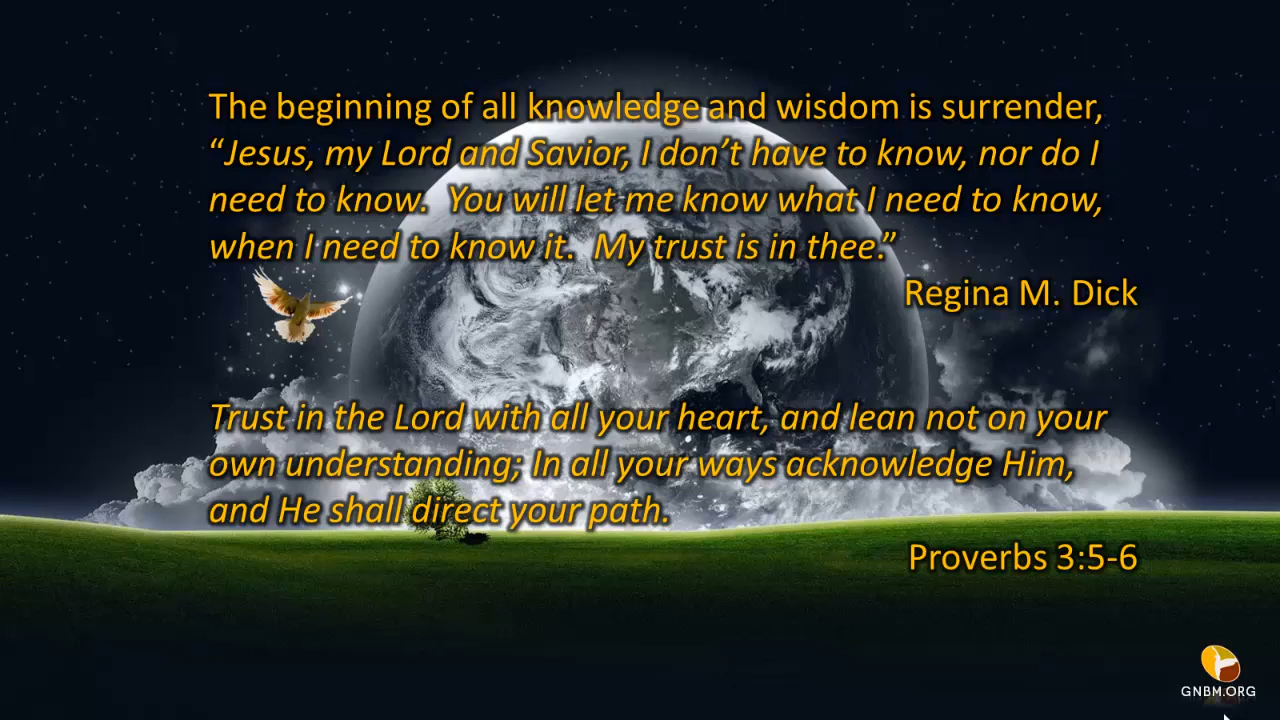 The beginning of all knowledge and wisdom is surrender,
“Jesus, my Lord and Savior, I don’t have to know, nor do I
need to know.  You will let me know what I need to know,
when I need to know it.  My trust is in thee.”
Regina M. Dick
Trust in the Lord with all your heart, and lean not on your
own understanding; In all your ways acknowledge Him,
and He shall direct your path.
Proverbs 3:5-6
GNBM.ORG